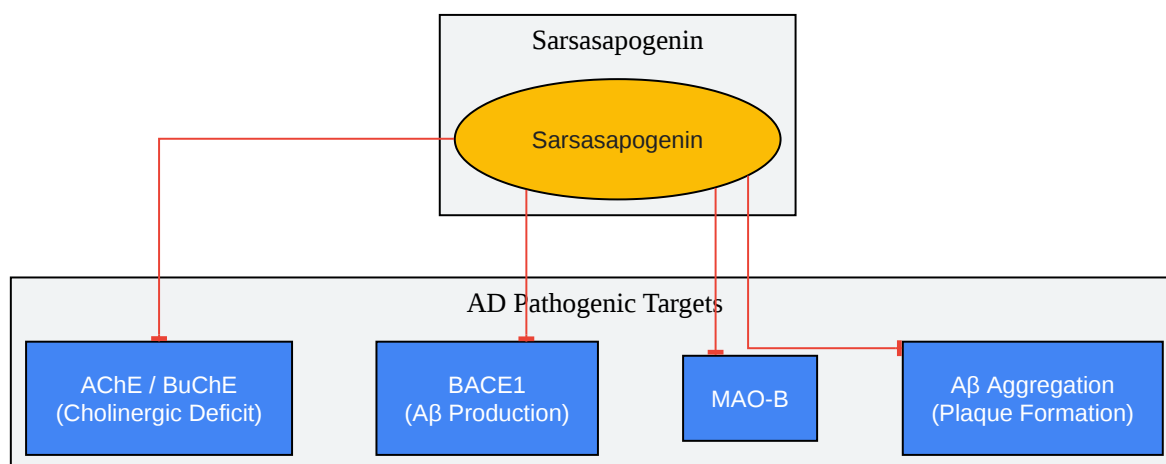 Sarsasapogenin
Sarsasapogenin
AD Pathogenic Targets
AChE / BuChE
(Cholinergic Deficit)
BACE1
(Aβ Production)
MAO-B
Aβ Aggregation
(Plaque Formation)